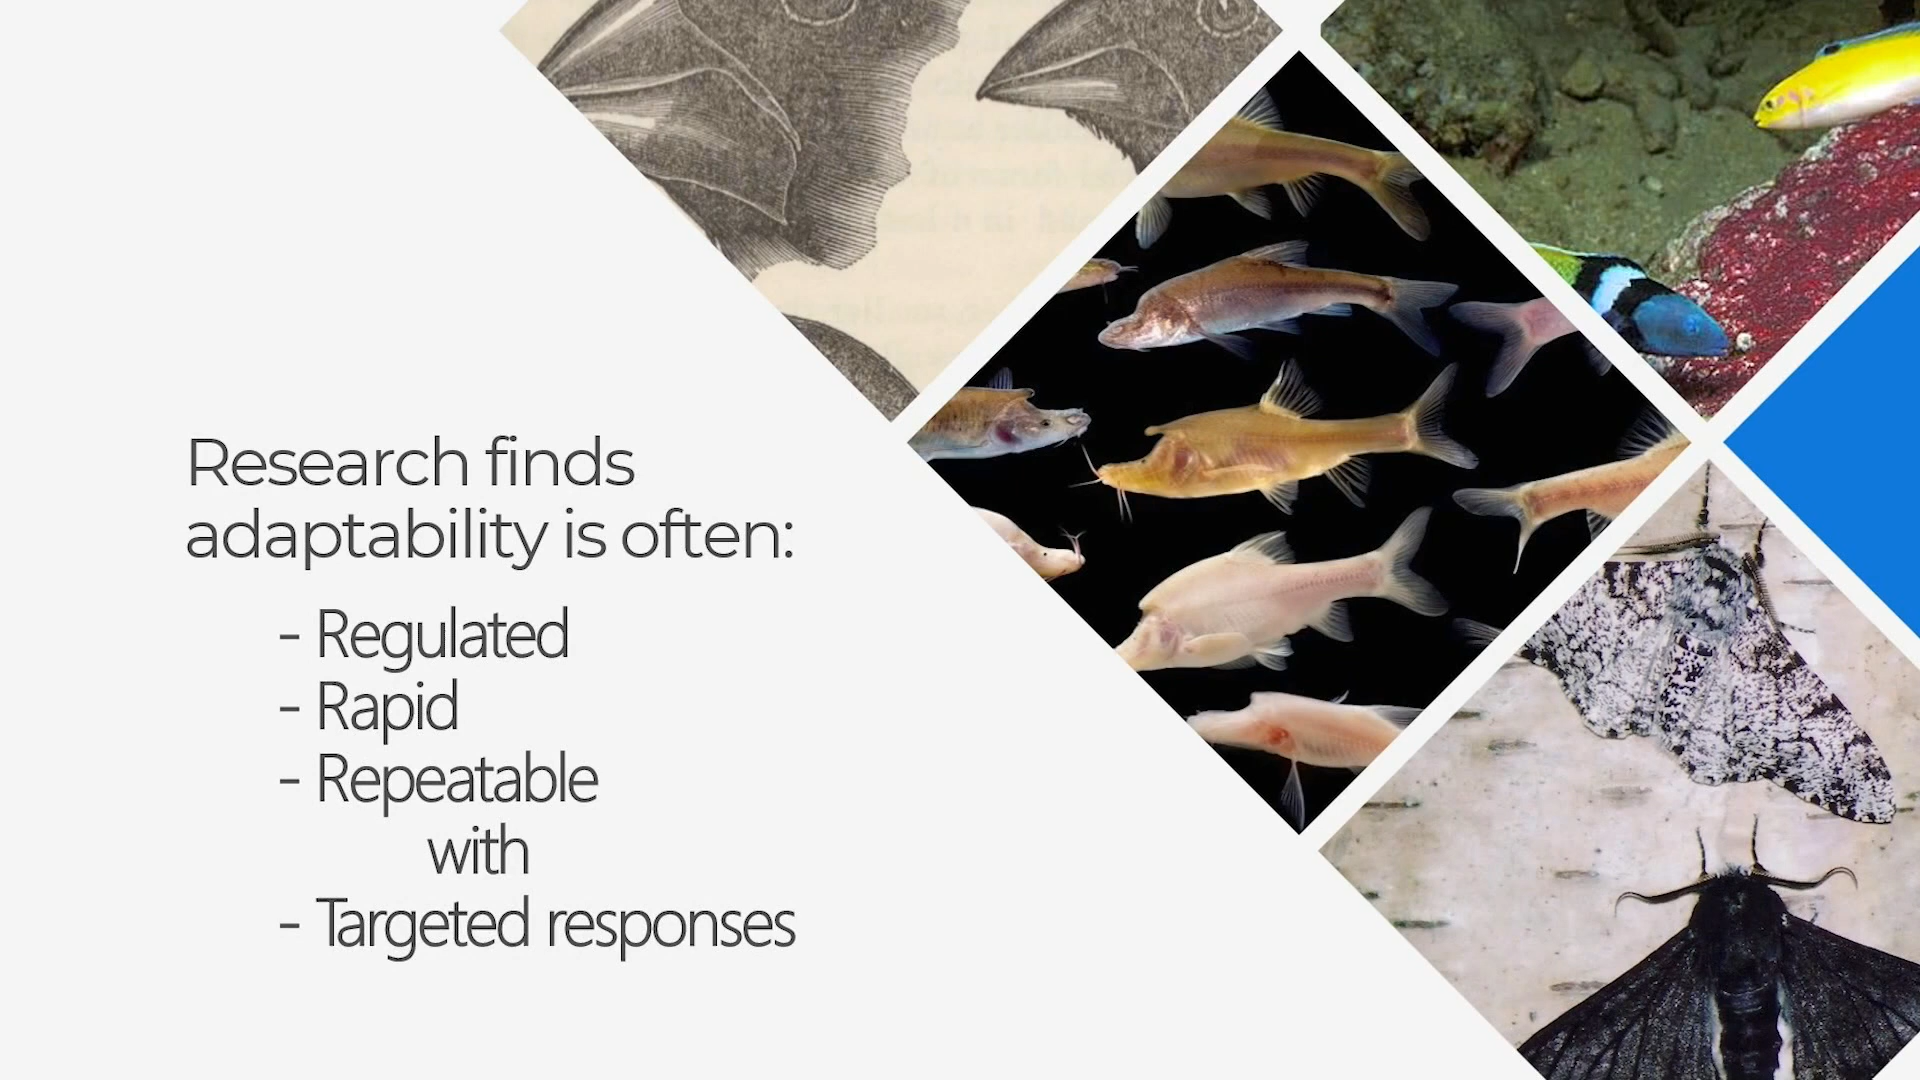 Research finds
adaptability is often:
- Regulated
- Rapid
- Repeatable
with
- Targeted responses